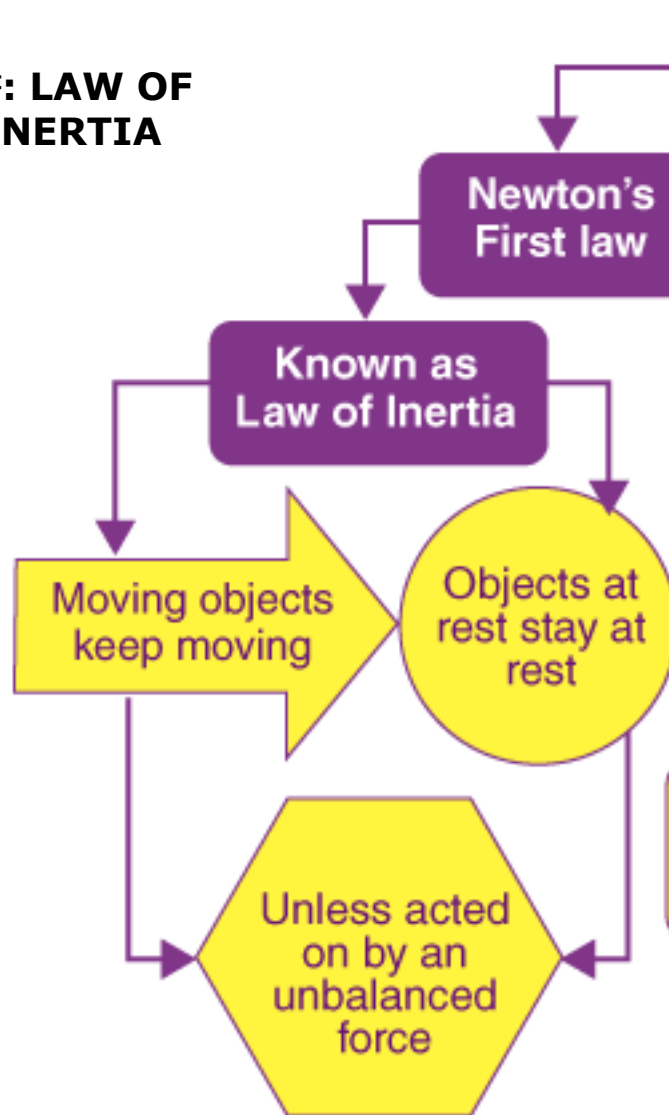 : LAW OF
NERTIA
Newton's
First law
Known as
Law of Inertia
Moving objects
keep moving
Objects at
rest stay at
rest
Unless acted
on by an
unbalanced
force